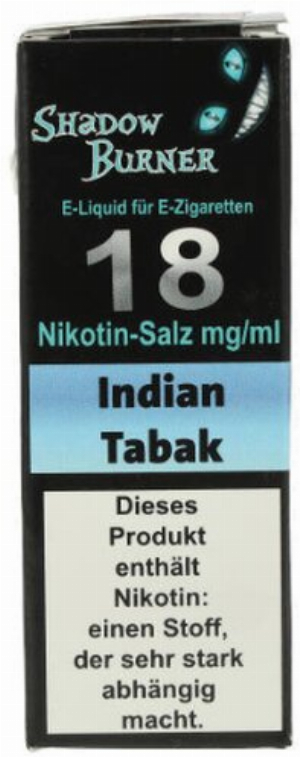 Shadow
Burner
E-Liquid für E-Zigaretten
18
Nikotin-Salz mg/ml
Indian
Tabak
Dieses
Produkt
enthält
Nikotin:
einen Stoff,
der sehr stark
abhängig
macht.